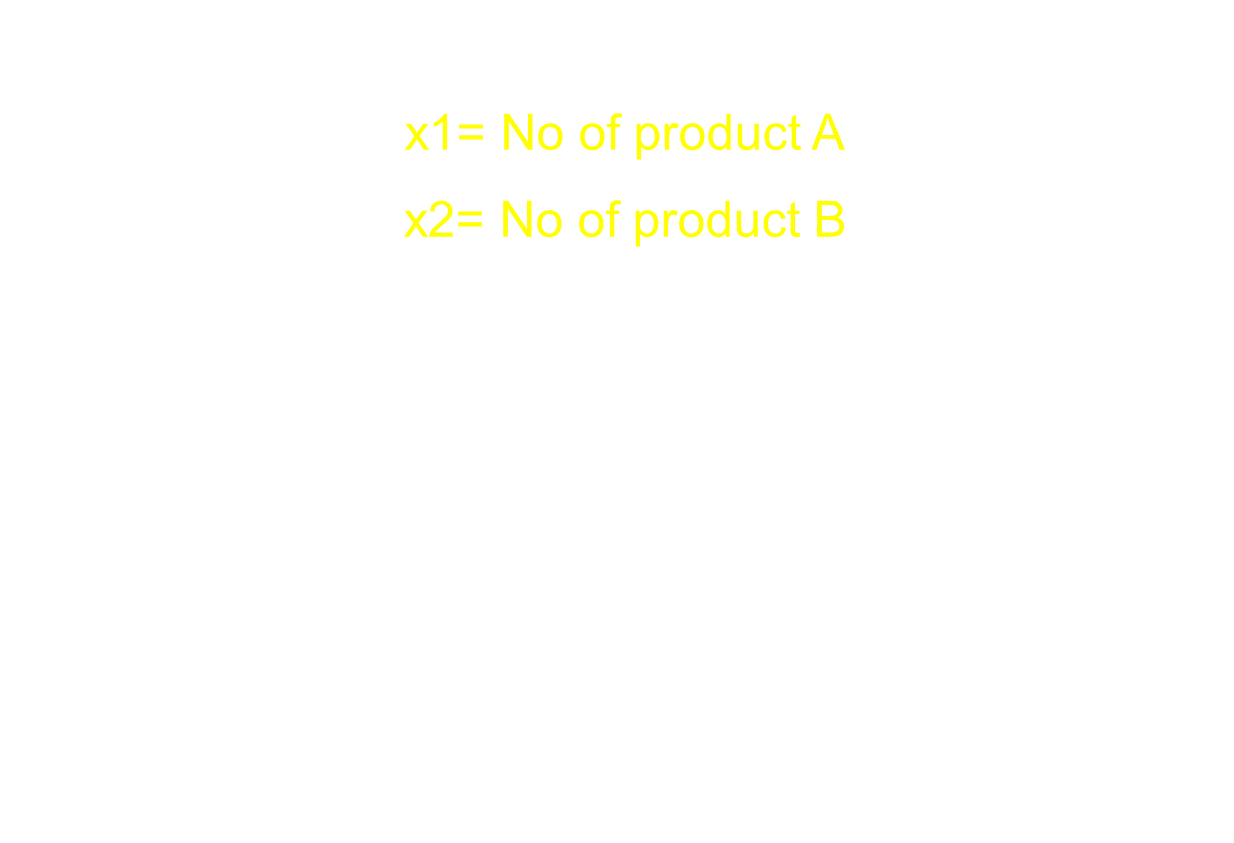 x1= No of product A
x2= No of product B